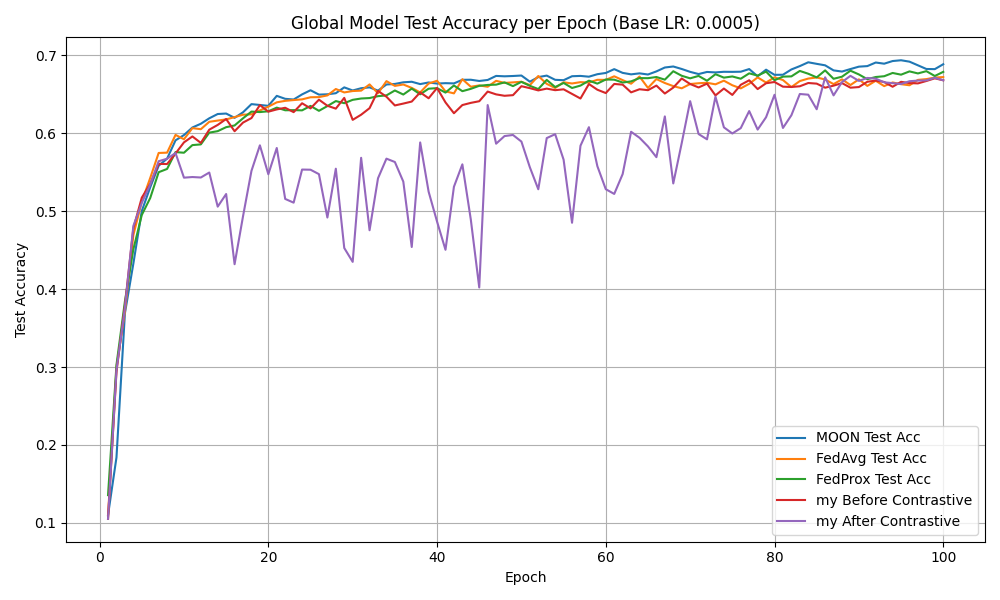 Global Model Test Accuracy per Epoch (Base LR: 0.0005)
Test Accuracy
0.7
0.6
0.5
0.4
0.3
0.2
0.1
0
20
40
60
80
100
Epoch
MOON Test Acc
FedAvg Test Acc
FedProx Test Acc
my Before Contrastive
my After Contrastive